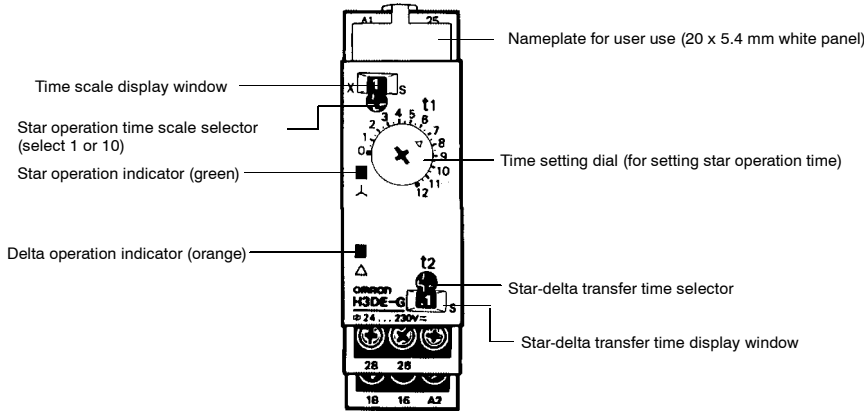 A1 25
Nameplate for user use (20 x 5.4 mm white panel)
Time scale display window
X 1 S
t1
Star operation time scale selector
(select 1 or 10)
0 1 2 3 4 5 6 7 8 9 10 11 12
Time setting dial (for setting star operation time)
Star operation indicator (green)
Delta operation indicator (orange)
t2
Star-delta transfer time selector
OMRON
H3DE-G
S
24...230V
Star-delta transfer time display window
28 26
18 16 A2